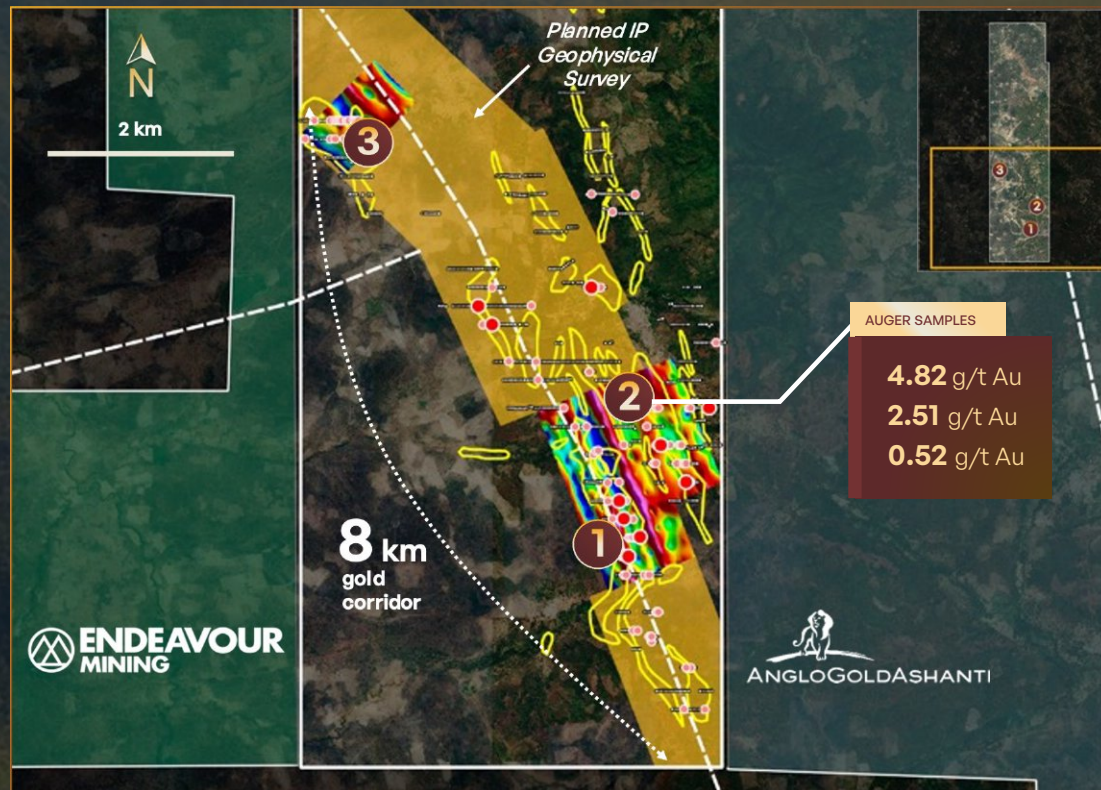 Planned IP
Geophysical
Survey
N
2 km
3
3
2
1
AUGER SAMPLES
4.82 g/t Au
2.51 g/t Au
0.52 g/t Au
2
1
8 km
gold
corridor
ENDEAVOUR
MINING
ANGLOGOLDASHANTI